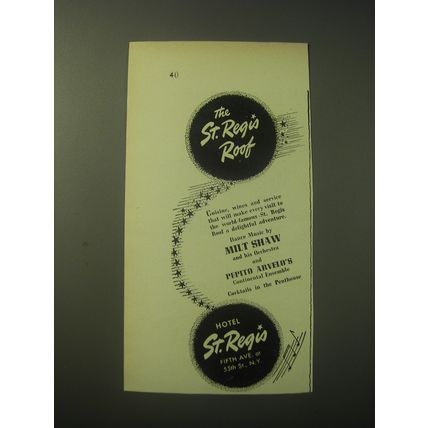 40
The
St. Regis
Roof
Cuisine, wines and service
that will make every visit to
the world-famous St. Regis
Roof a delightful adventure.
Dance Music by
MILT SHAW
and his Orchestra
and
PEPITO ARVELO'S
Continental Ensemble
Cocktails in the Penthouse
HOTEL
St. Regis
FIFTH AVE. at
55th St., N.Y.